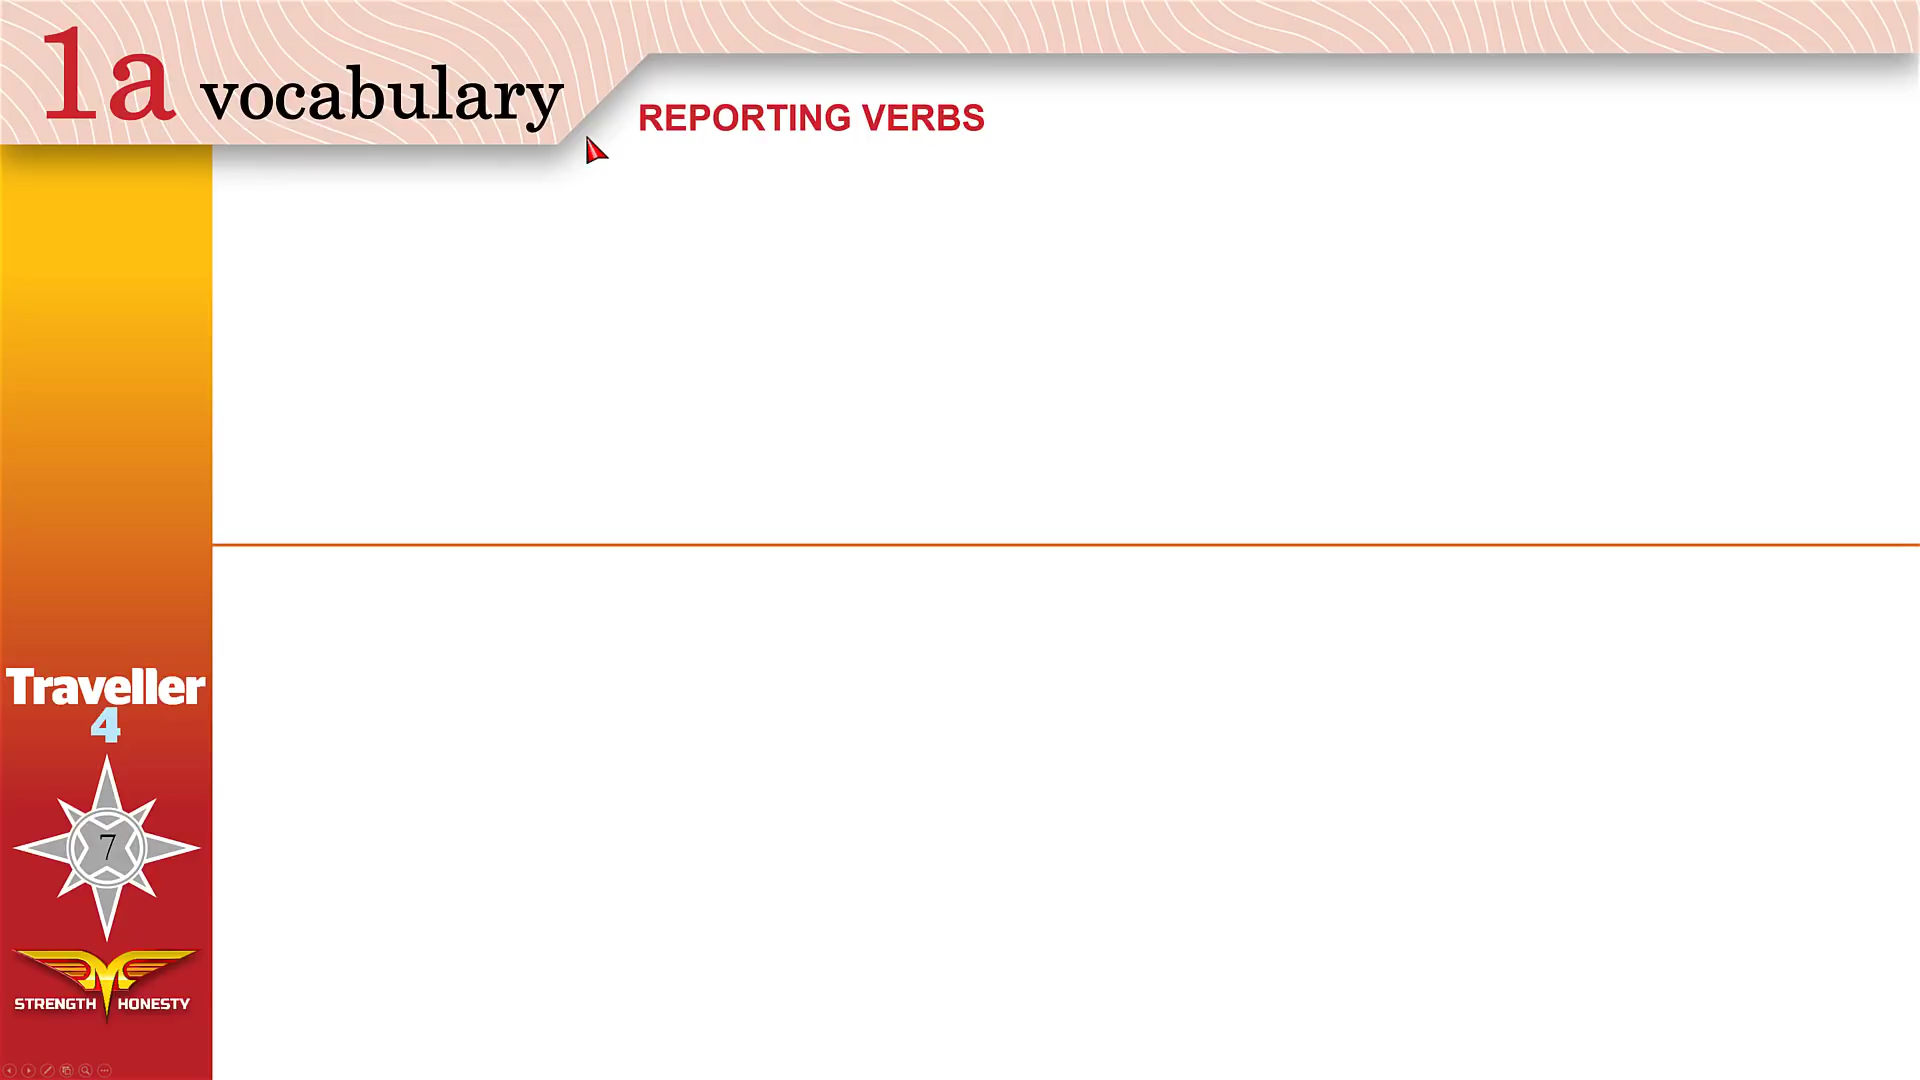 1a vocabulary
REPORTING VERBS
Traveller
4
7
STRENGTH HONESTY